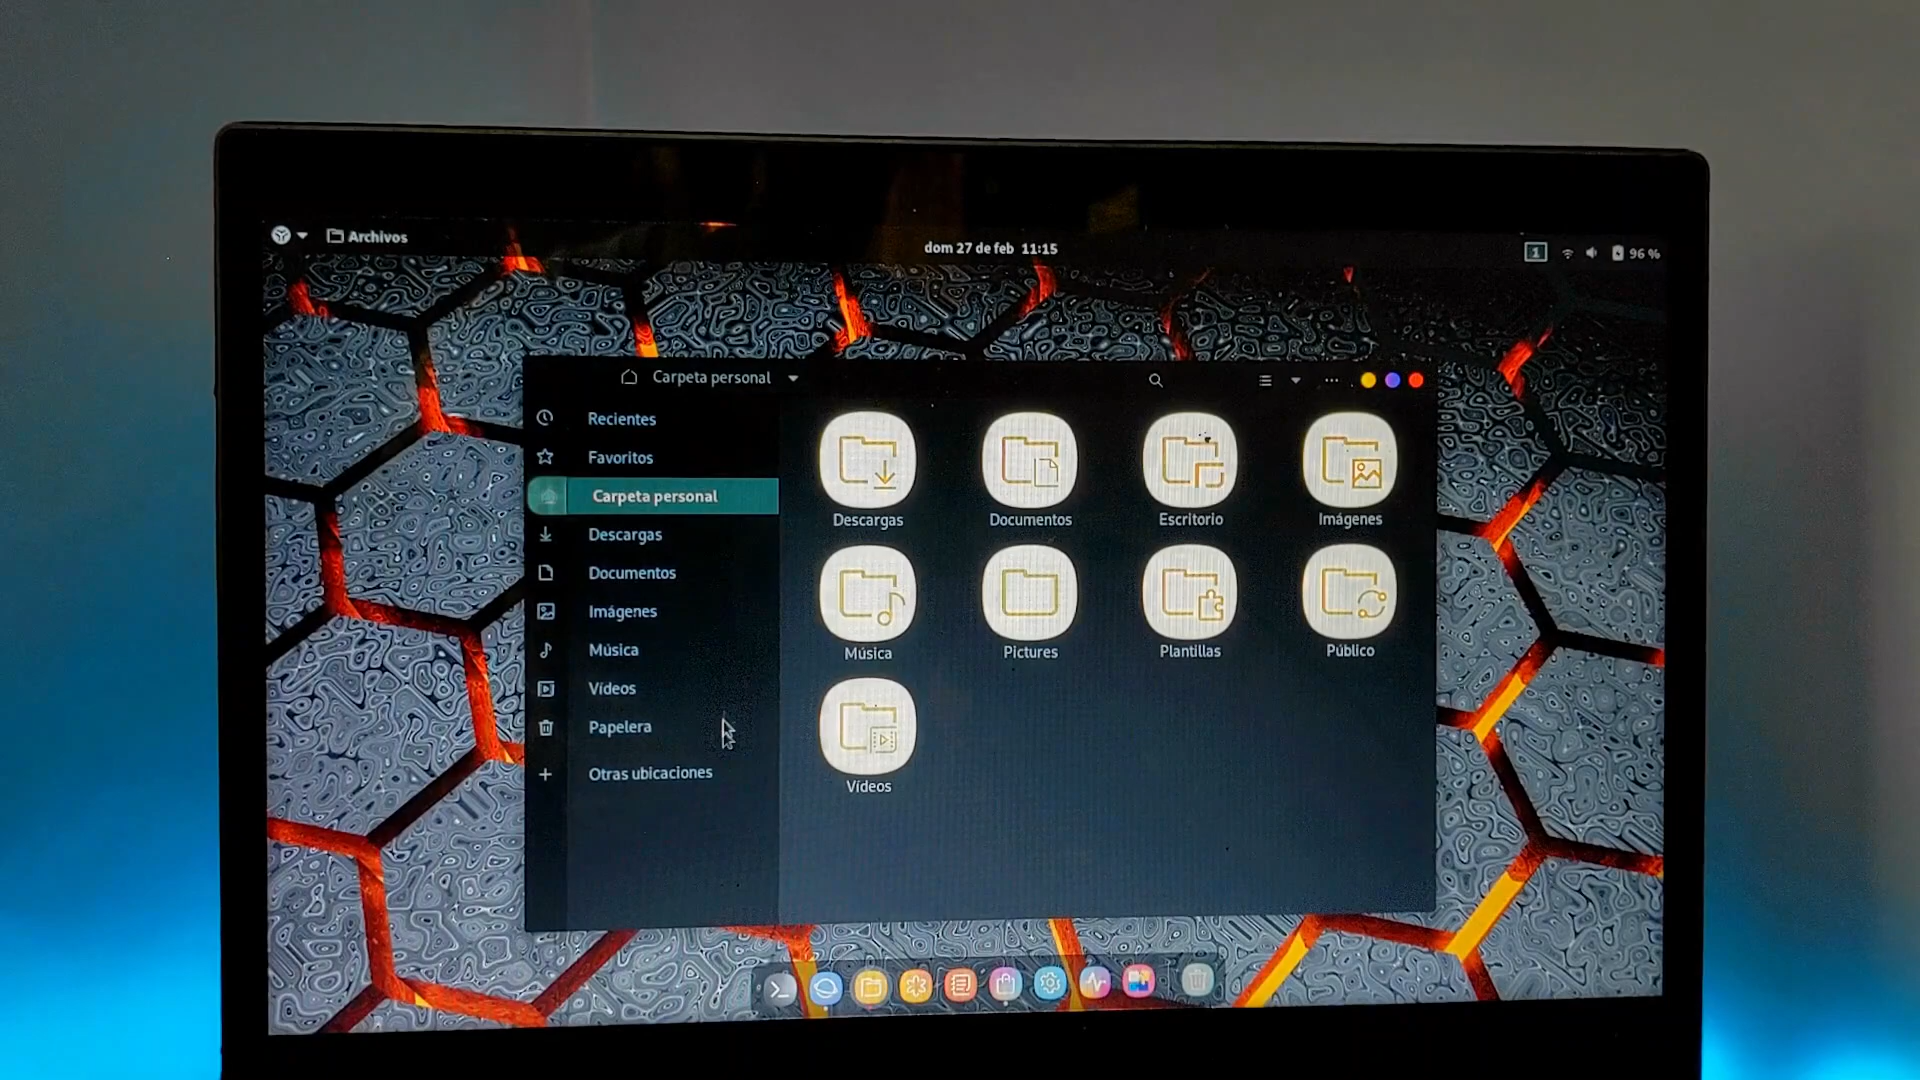 Archivos
dom 27 de feb 11:15
1
96 %
Carpeta personal
Recientes
Favoritos
Carpeta personal
Descargas
Documentos
Imágenes
Música
Vídeos
Papelera
Otras ubicaciones
Descargas
Documentos
Escritorio
Imágenes
Música
Pictures
Plantillas
Público
Vídeos